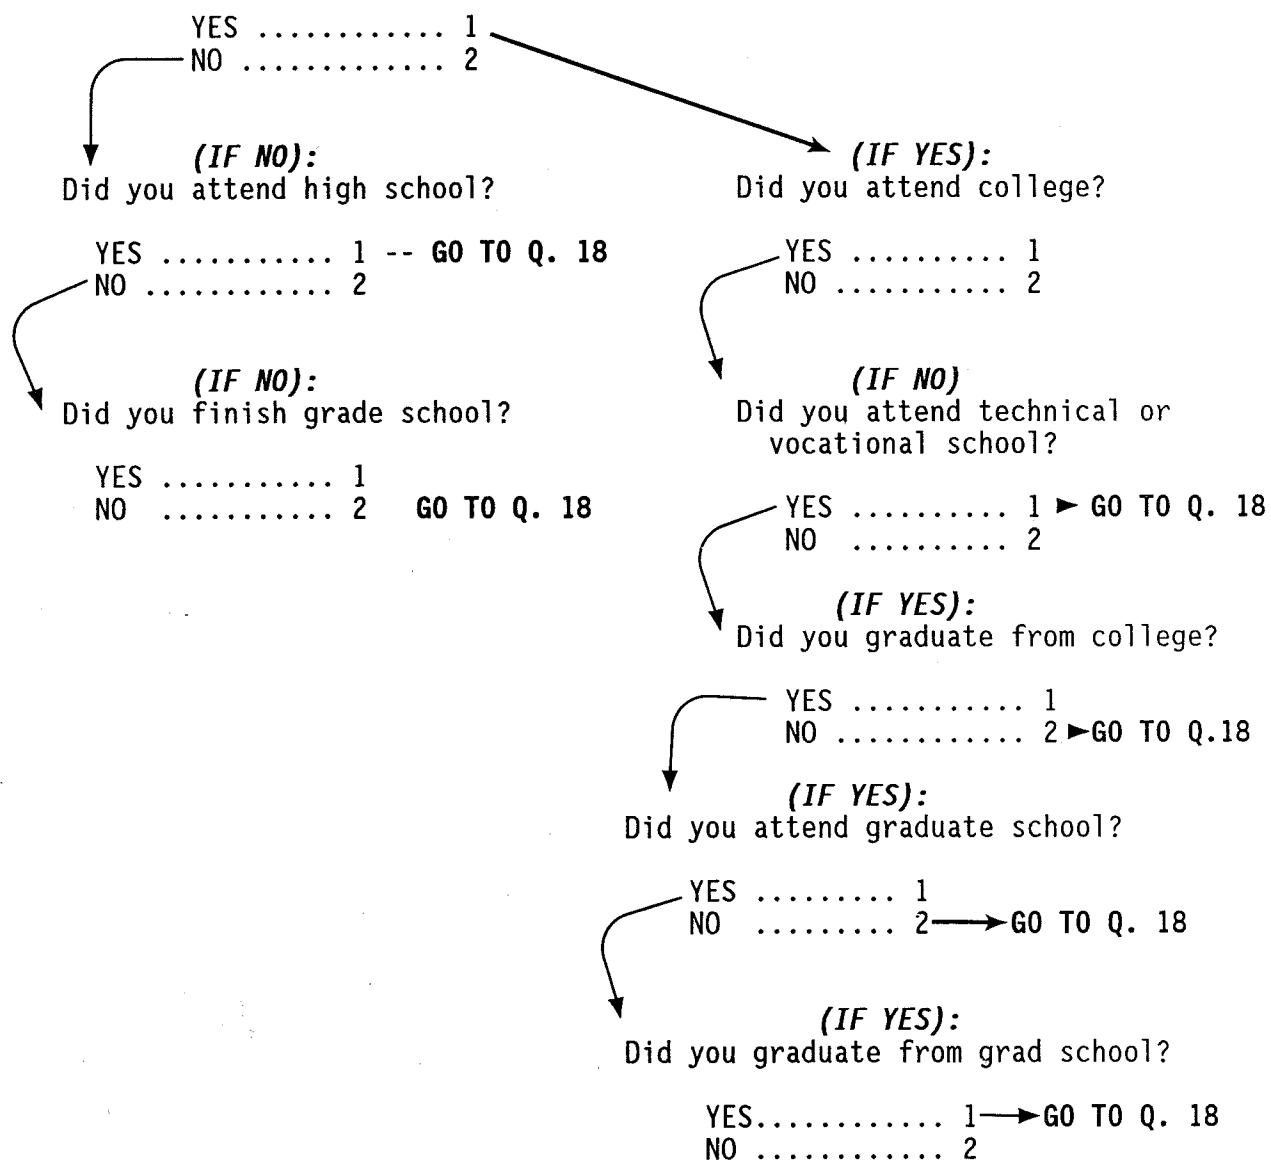 YES ............ 1
NO ............. 2
(IF NO):
Did you attend high school?
YES ........... 1 -- GO TO Q. 18
NO ............ 2
(IF NO):
Did you finish grade school?
YES ........... 1
NO ........... 2 GO TO Q. 18
(IF YES):
Did you attend college?
YES .......... 1
NO ........... 2
(IF NO)
Did you attend technical or
vocational school?
YES .......... 1 ► GO TO Q. 18
NO .......... 2
(IF YES):
Did you graduate from college?
YES ........... 1
NO ............ 2 ►GO TO Q.18
(IF YES):
Did you attend graduate school?
YES ......... 1
NO ......... 2 → GO TO Q. 18
(IF YES):
Did you graduate from grad school?
YES............. 1 → GO TO Q. 18
NO ............ 2